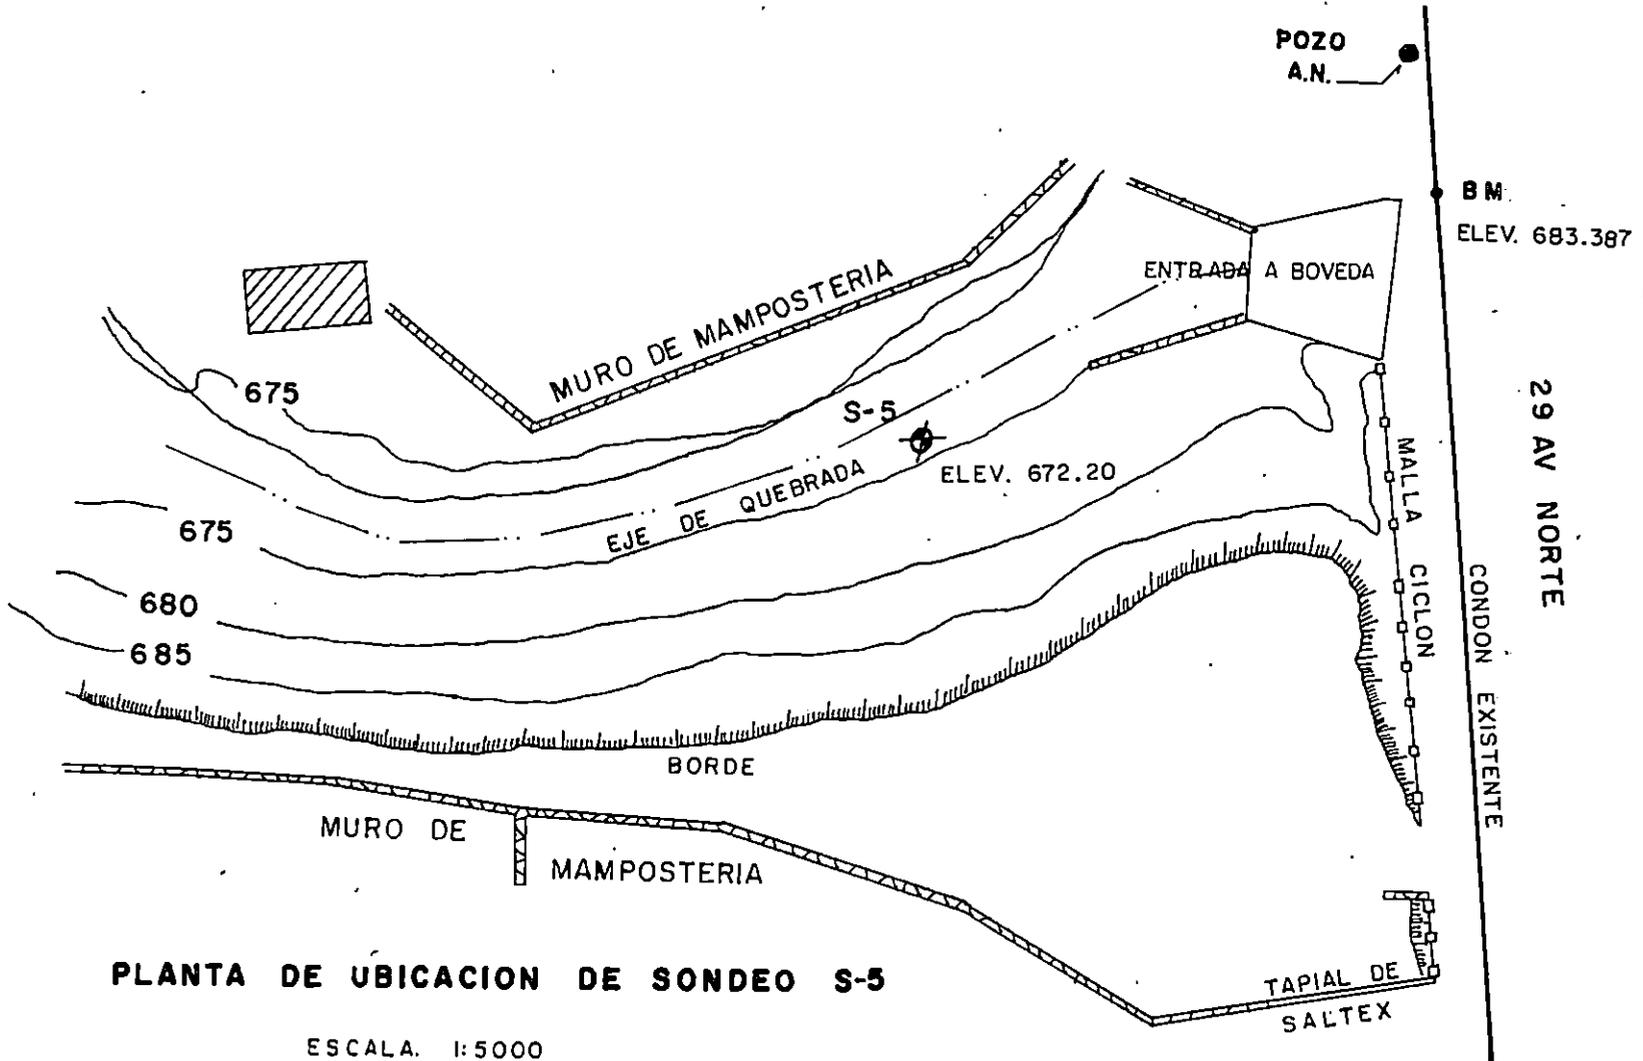 POZO
A.N.
BM
ELEV. 683.387
ENTRADA A BOVEDA
MURO DE MAMPOSTERIA
675
S-5
ELEV. 672.20
EJE DE QUEBRADA
29 AV NORTE
MALLA CICLON
CONDON EXISTENTE
675
680
685
BORDE
MURO DE
MAMPOSTERIA
PLANTA DE UBICACION DE SONDEO S-5
ESCALA. 1:5000
TAPIAL DE
SALTEX